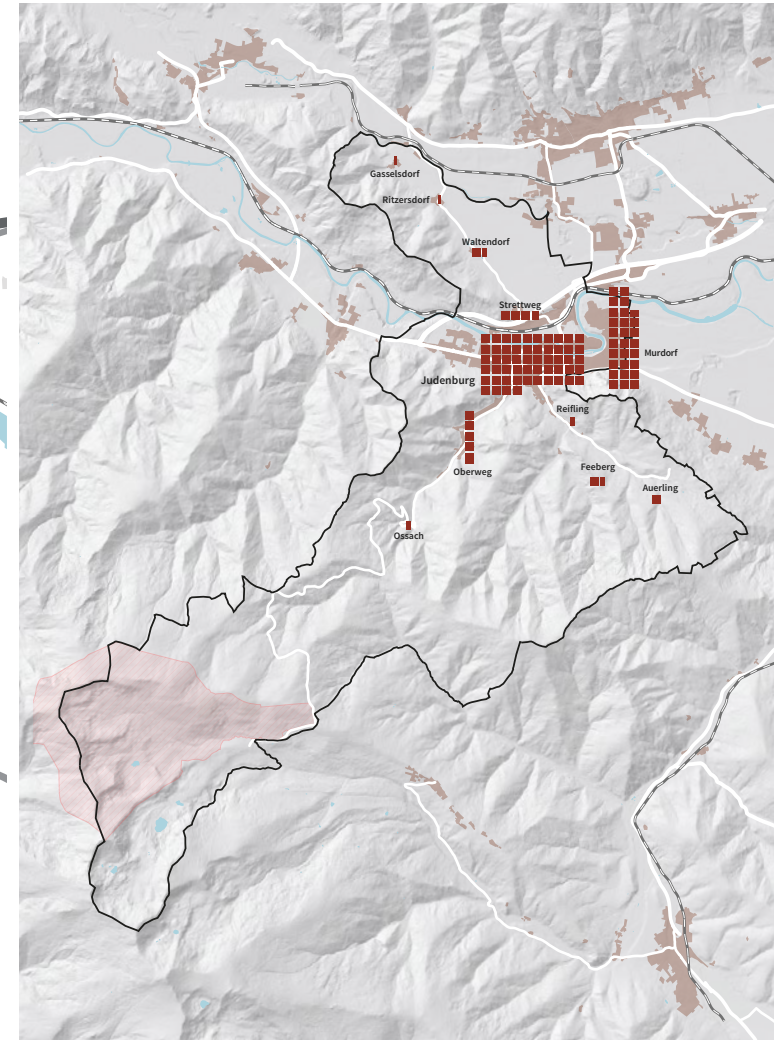 Gasselsdorf
Ritzersdorf
Waltendorf
Strettweg
Murdorf
Judenburg
Reifling
Oberweg
Feeberg
Auerling
Ossach